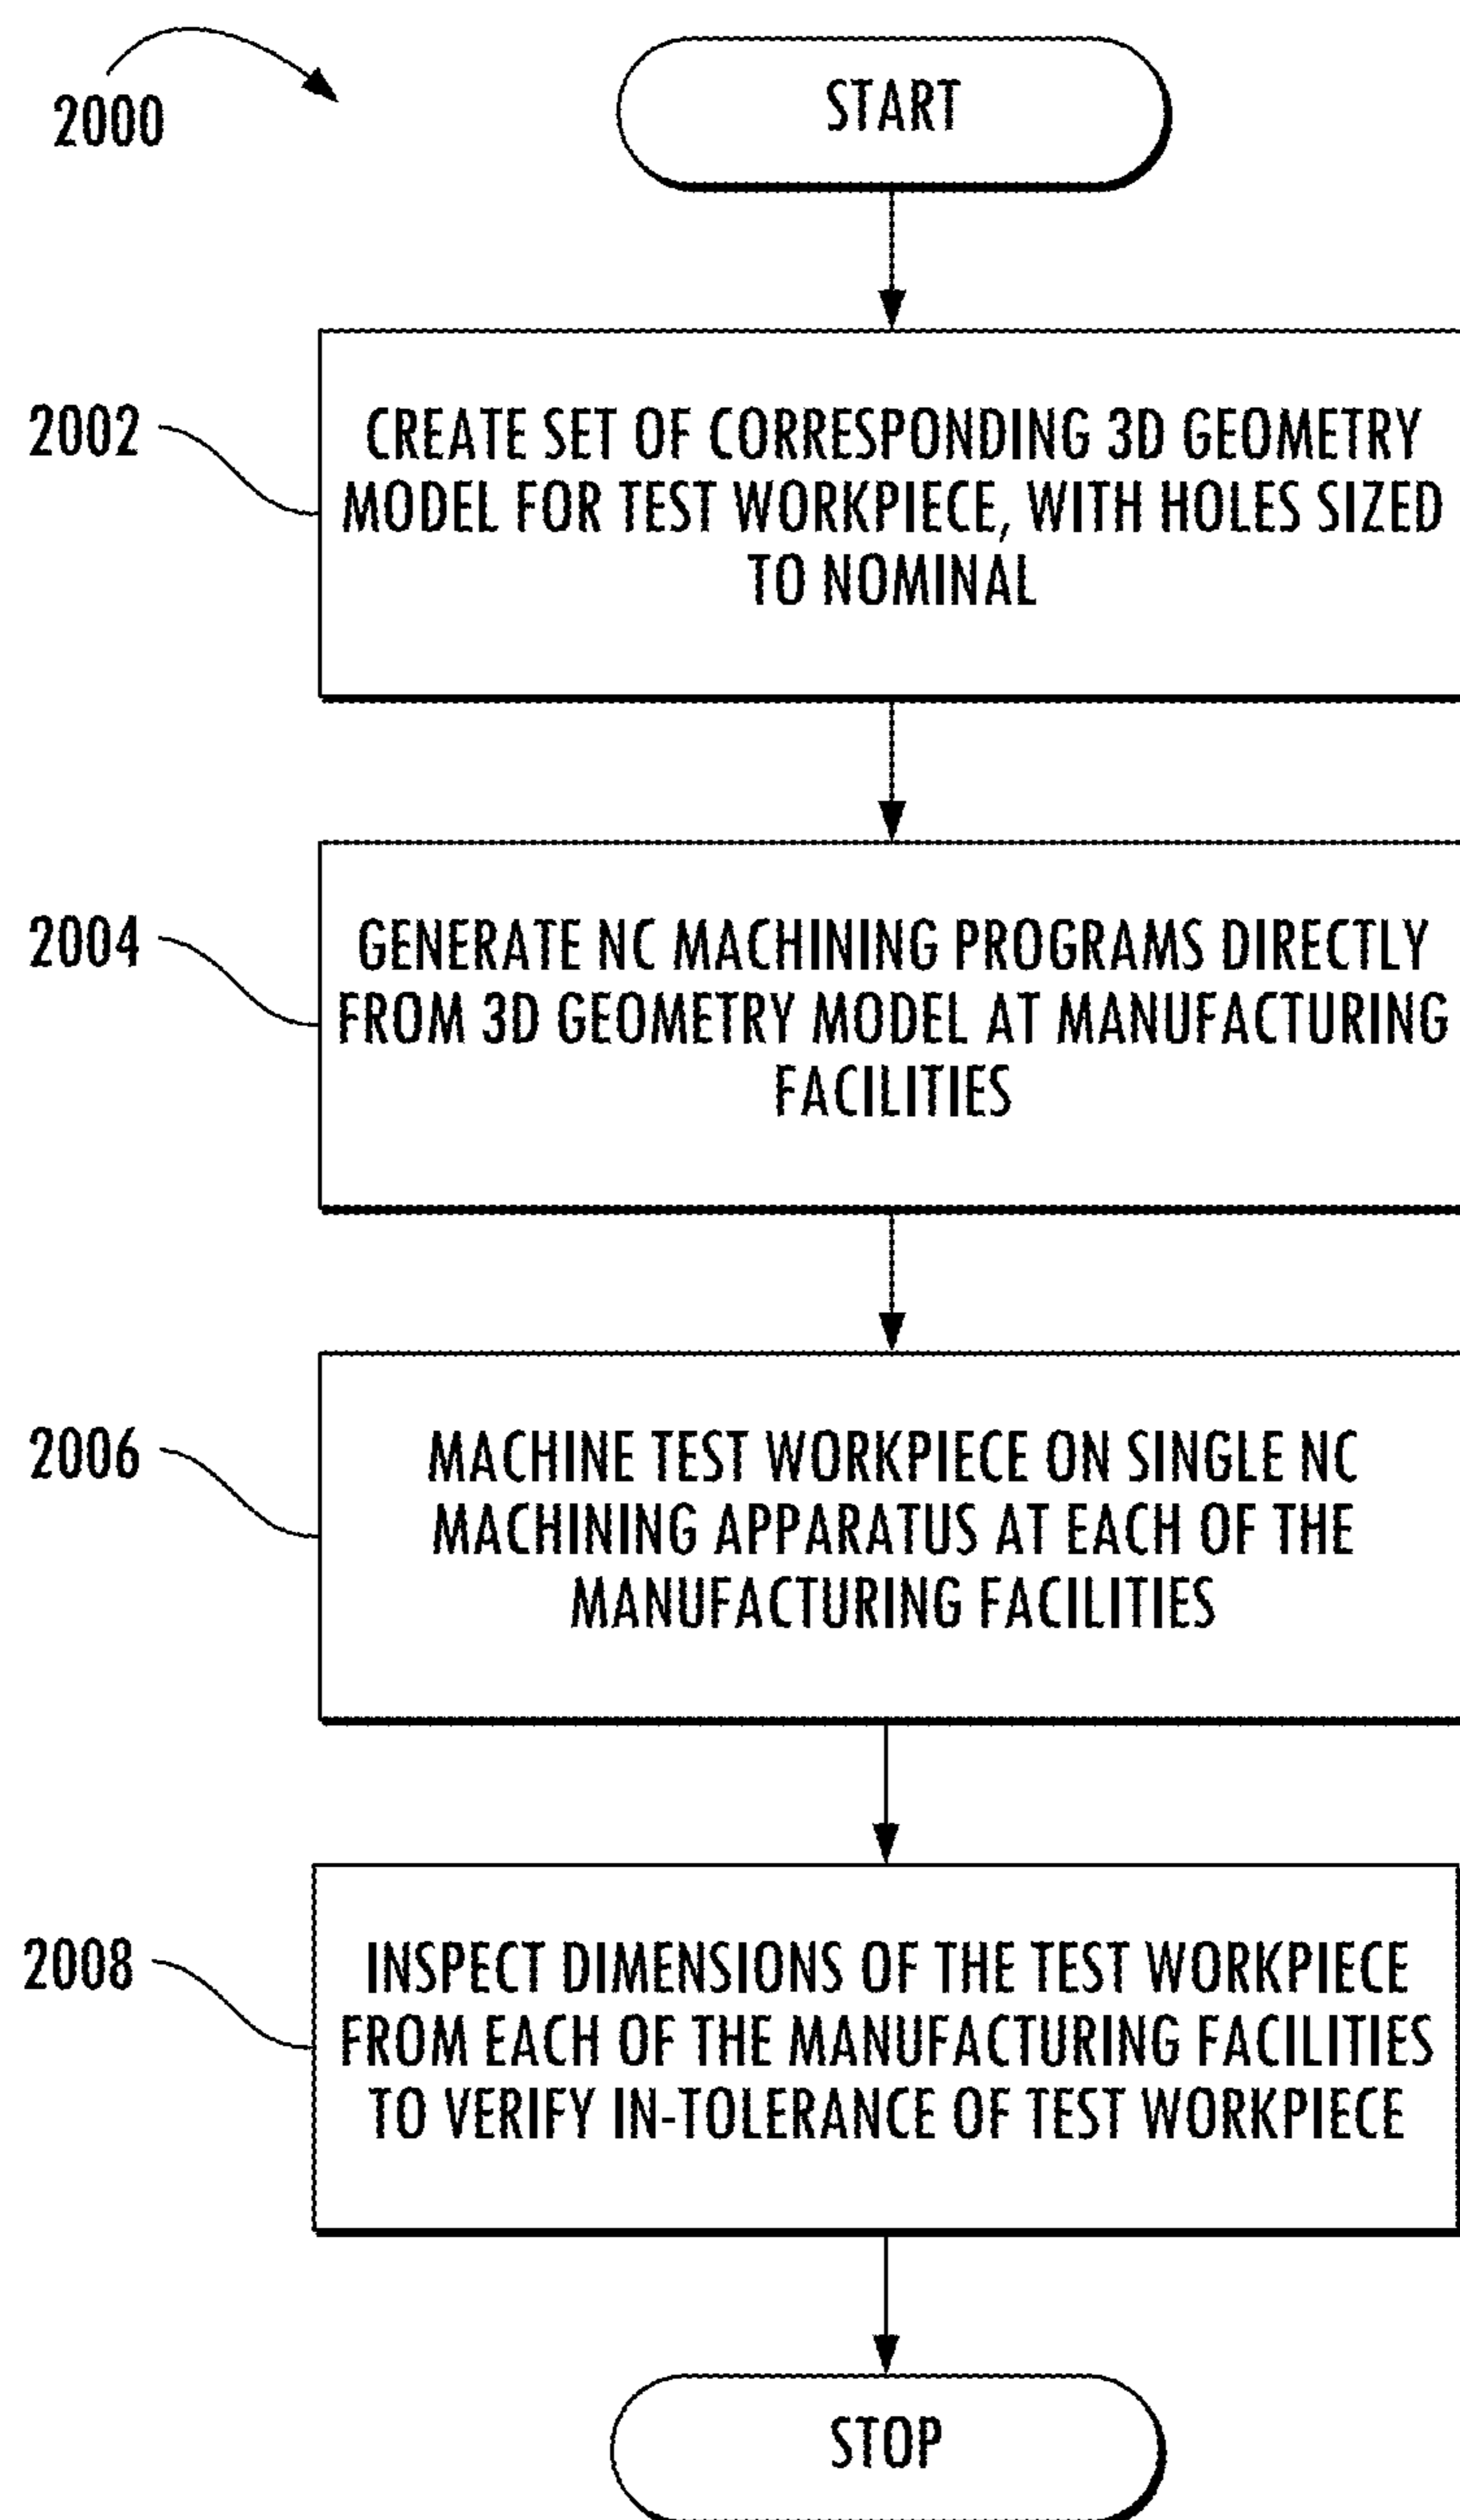 2000
START
2002
CREATE SET OF CORRESPONDING 3D GEOMETRY
MODEL FOR TEST WORKPIECE, WITH HOLES SIZED
TO NOMINAL
2004
GENERATE NC MACHINING PROGRAMS DIRECTLY
FROM 3D GEOMETRY MODEL AT MANUFACTURING
FACILITIES
2006
MACHINE TEST WORKPIECE ON SINGLE NC
MACHINING APPARATUS AT EACH OF THE
MANUFACTURING FACILITIES
2008
INSPECT DIMENSIONS OF THE TEST WORKPIECE
FROM EACH OF THE MANUFACTURING FACILITIES
TO VERIFY IN-TOLERANCE OF TEST WORKPIECE
STOP